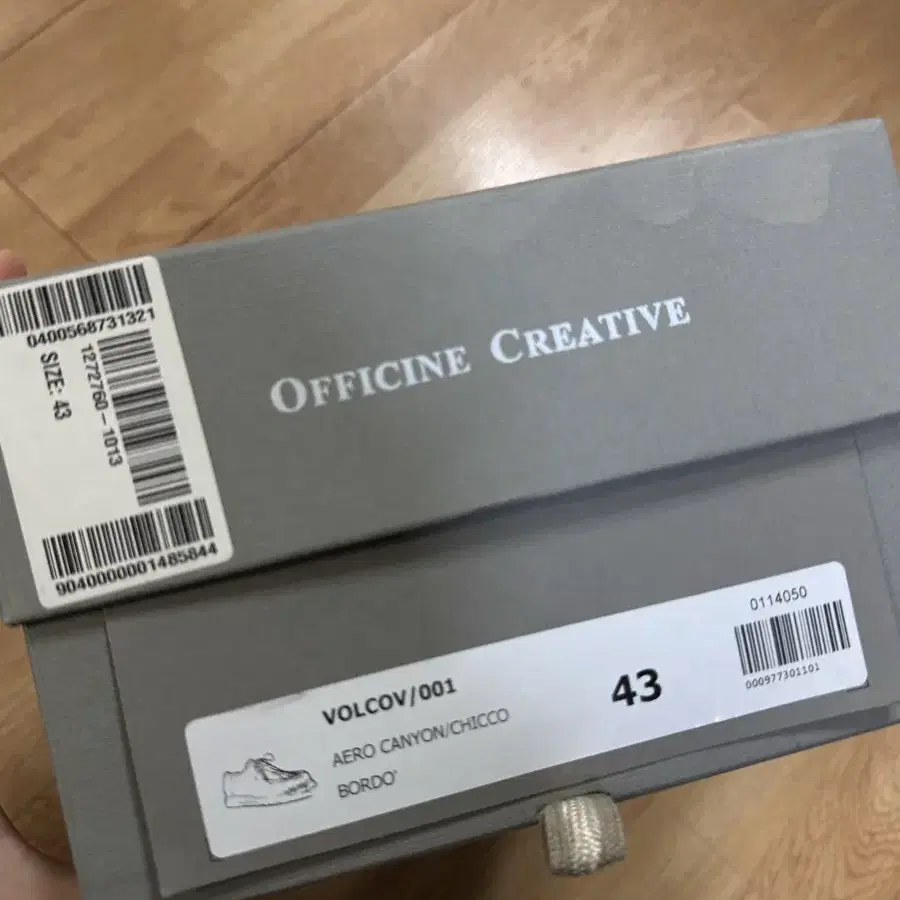 0400568731321
1272760-1013
SIZE: 43
9040000001485844
OFFICINE CREATIVE
VOLCOV/001
AERO CANYON/CHICCO
BORDO'
43
0114050
000977301101